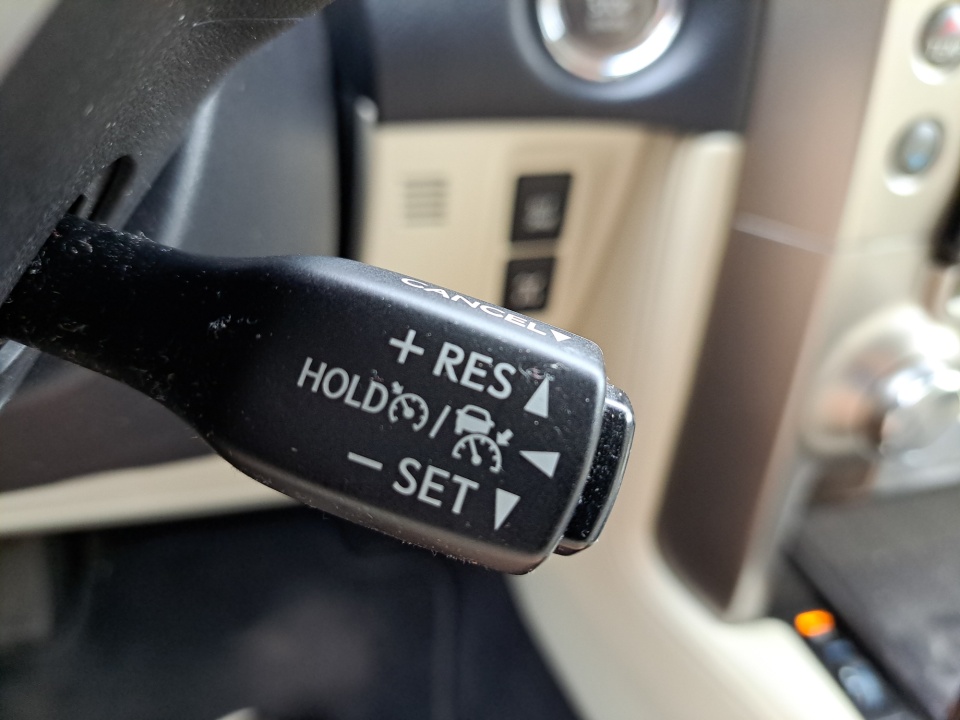 CANCEL▼
+ RES ▲
HOLD / ◀
− SET ▼